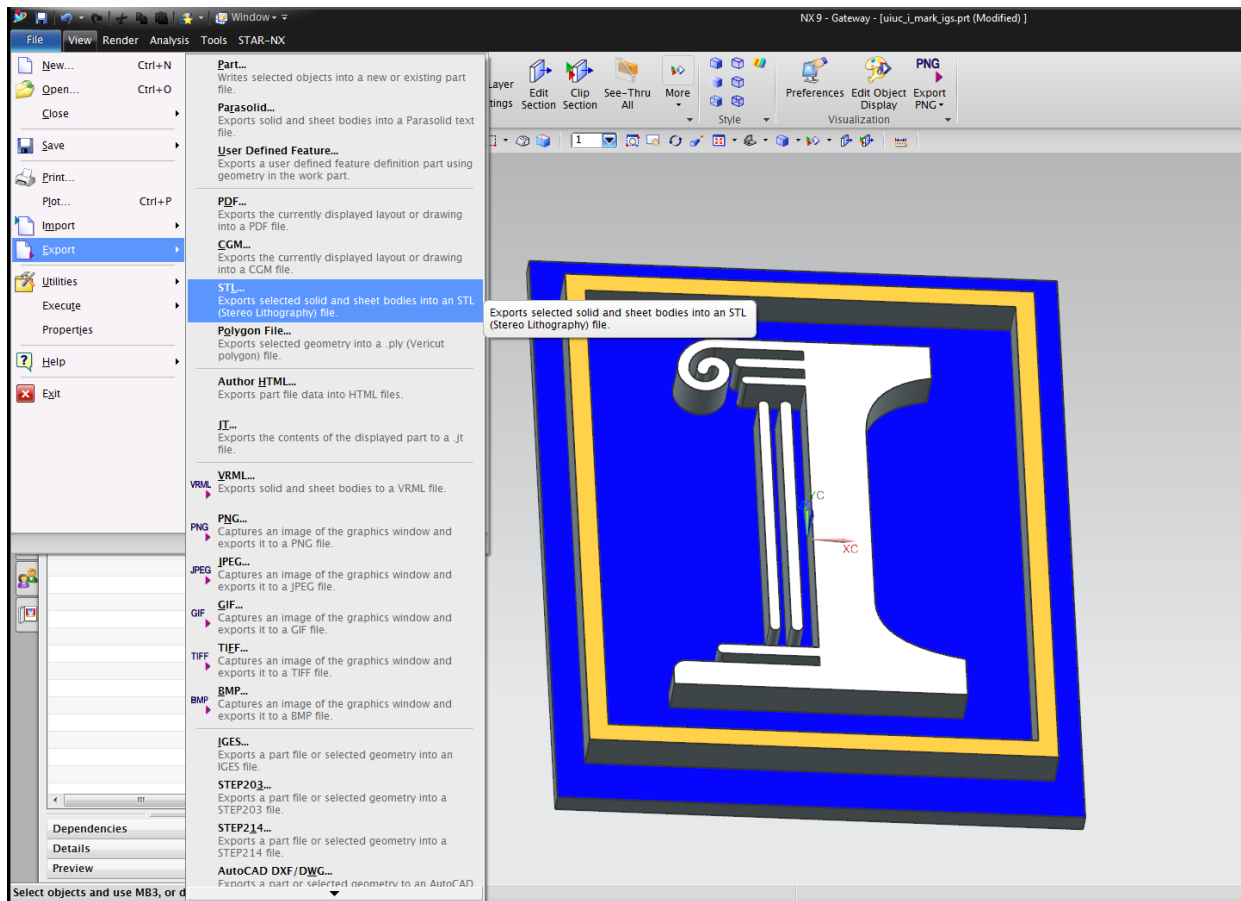 Window
NX 9 - Gateway - [uiuc_i_mark_igs.prt (Modified) ]
File View Render Analysis Tools STAR-NX
New... Ctrl+N
Open... Ctrl+O
Close
Save
Print...
Plot... Ctrl+P
Import
Export
Utilities
Execute
Properties
Help
Exit
Part...
Writes selected objects into a new or existing part
file.
Parasolid...
Exports solid and sheet bodies into a Parasolid text
file.
User Defined Feature...
Exports a user defined feature definition part using
geometry in the work part.
PDF...
Exports the currently displayed layout or drawing
into a PDF file.
CGM...
Exports the currently displayed layout or drawing
into a CGM file.
STL...
Exports selected solid and sheet bodies into an STL
(Stereo Lithography) file.
Polygon File...
Exports selected geometry into a .ply (Vericut
polygon) file.
Author HTML...
Exports part file data into HTML files.
JT...
Exports the contents of the displayed part to a .jt
file.
VRML
VRML...
Exports solid and sheet bodies to a VRML file.
PNG
PNG...
Captures an image of the graphics window and
exports it to a PNG file.
JPEG
JPEG...
Captures an image of the graphics window and
exports it to a JPEG file.
GIF
GIF...
Captures an image of the graphics window and
exports it to a GIF file.
TIFF
TIFF...
Captures an image of the graphics window and
exports it to a TIFF file.
BMP
BMP...
Captures an image of the graphics window and
exports it to a BMP file.
IGES...
Exports a part file or selected geometry into an
IGES file.
STEP203...
Exports a part file or selected geometry into a
STEP203 file.
STEP214...
Exports a part file or selected geometry into a
STEP214 file.
AutoCAD DXF/DWG...
Exports a part or selected geometry to an AutoCAD
Layer
tings
Edit
Section
Clip
Section
See-Thru
All
More
Style
Preferences
Edit Object
Display
PNG
Export
PNG
Visualization
1
Exports selected solid and sheet bodies into an STL
(Stereo Lithography) file.
YC
XC
Dependencies
Details
Preview
Select objects and use MB3, or d